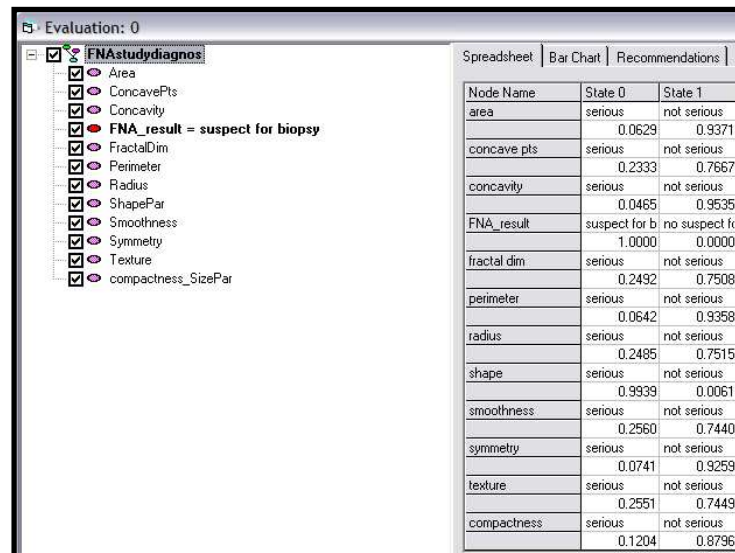 Evaluation: 0
FNAstudydiagnos
Area
ConcavePts
Concavity
FNA_result = suspect for biopsy
FractalDim
Perimeter
Radius
ShapePar
Smoothness
Symmetry
Texture
compactness_SizePar
Spreadsheet Bar Chart Recommendations
Node Name State 0 State 1
area serious not serious
0.0629 0.9371
concave pts serious not serious
0.2333 0.7667
concavity serious not serious
0.0465 0.9535
FNA_result suspect for b no suspect fo
1.0000 0.0000
fractal dim serious not serious
0.2492 0.7508
perimeter serious not serious
0.0642 0.9358
radius serious not serious
0.2485 0.7515
shape serious not serious
0.9939 0.0061
smoothness serious not serious
0.2560 0.7440
symmetry serious not serious
0.0741 0.9259
texture serious not serious
0.2551 0.7449
compactness serious not serious
0.1204 0.8796